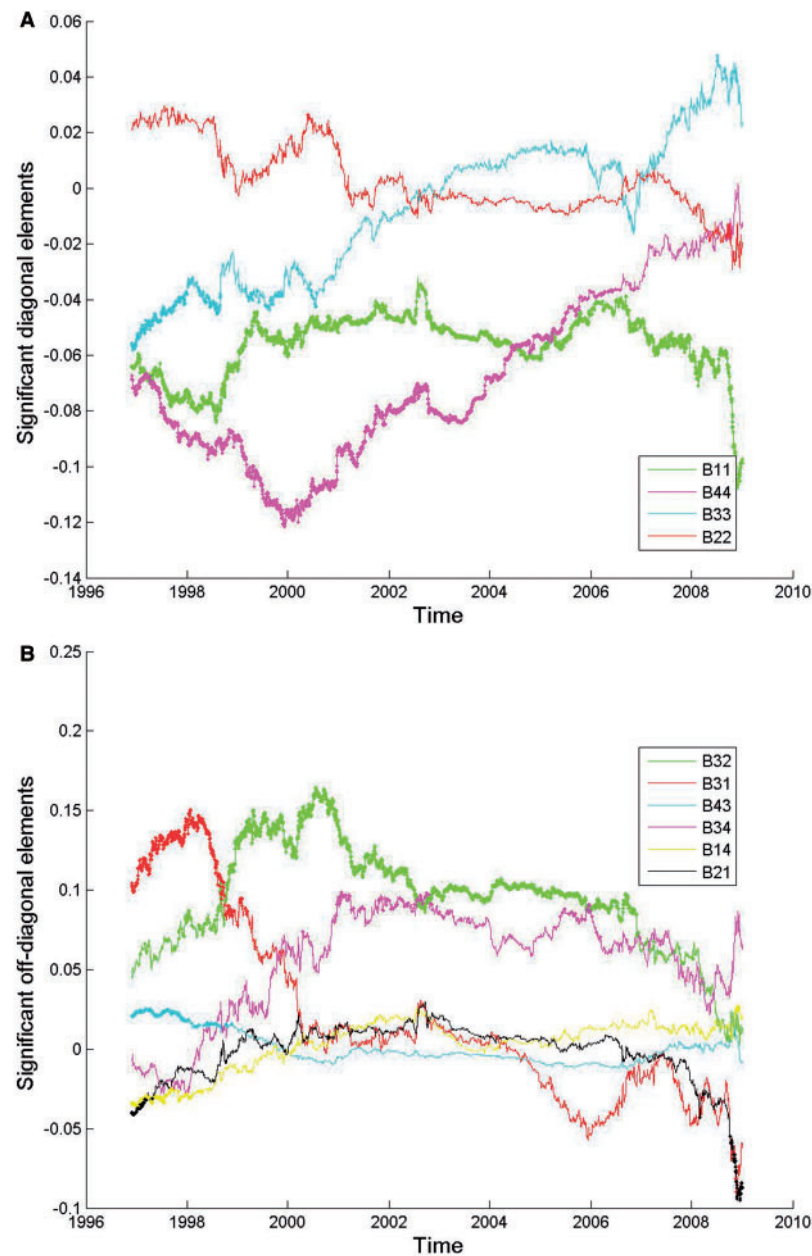 A
0.06
0.04
0.02
0
-0.02
-0.04
-0.06
-0.08
-0.1
-0.12
-0.14
Significant diagonal elements
B11
B44
B33
B22
1996 1998 2000 2002 2004 2006 2008 2010
Time
B
0.25
0.2
0.15
0.1
0.05
0
-0.05
-0.1
Significant off-diagonal elements
B32
B31
B43
B34
B14
B21
1996 1998 2000 2002 2004 2006 2008 2010
Time